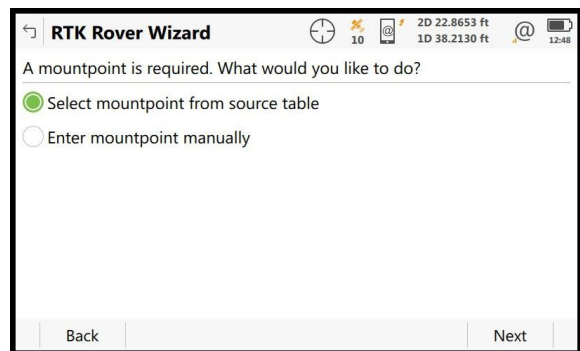 RTK Rover Wizard
10
@
2D 22.8653 ft
1D 38.2130 ft
@
12:48
A mountpoint is required. What would you like to do?
Select mountpoint from source table
Enter mountpoint manually
Back
Next